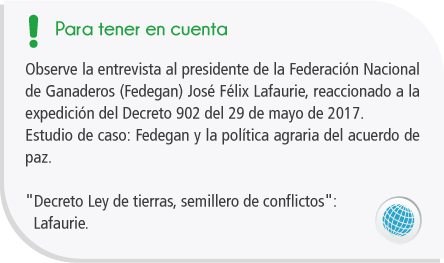 ! Para tener en cuenta
Observe la entrevista al presidente de la Federación Nacional
de Ganaderos (Fedegan) José Félix Lafaurie, reaccionado a la
expedición del Decreto 902 del 29 de mayo de 2017.
Estudio de caso: Fedegan y la política agraria del acuerdo de
paz.
"Decreto Ley de tierras, semillero de conflictos":
Lafaurie.